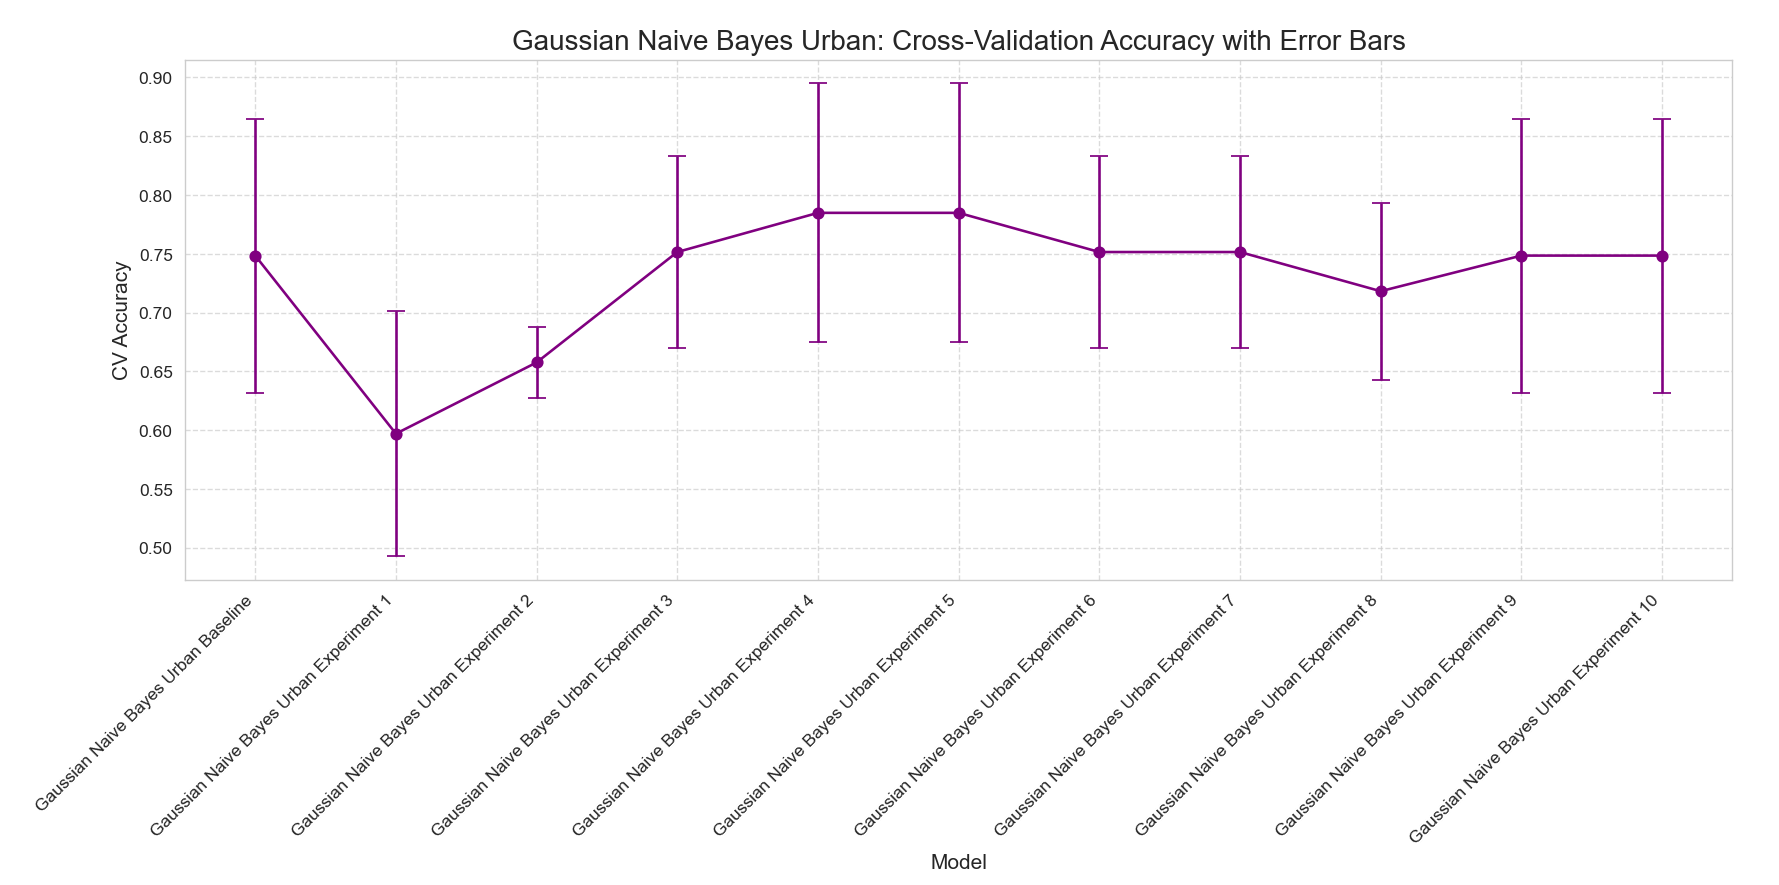 Gaussian Naive Bayes Urban: Cross-Validation Accuracy with Error Bars
CV Accuracy
0.90
0.85
0.80
0.75
0.70
0.65
0.60
0.55
0.50
Gaussian Naive Bayes Urban Baseline
Gaussian Naive Bayes Urban Experiment 1
Gaussian Naive Bayes Urban Experiment 2
Gaussian Naive Bayes Urban Experiment 3
Gaussian Naive Bayes Urban Experiment 4
Gaussian Naive Bayes Urban Experiment 5
Gaussian Naive Bayes Urban Experiment 6
Gaussian Naive Bayes Urban Experiment 7
Gaussian Naive Bayes Urban Experiment 8
Gaussian Naive Bayes Urban Experiment 9
Gaussian Naive Bayes Urban Experiment 10
Model